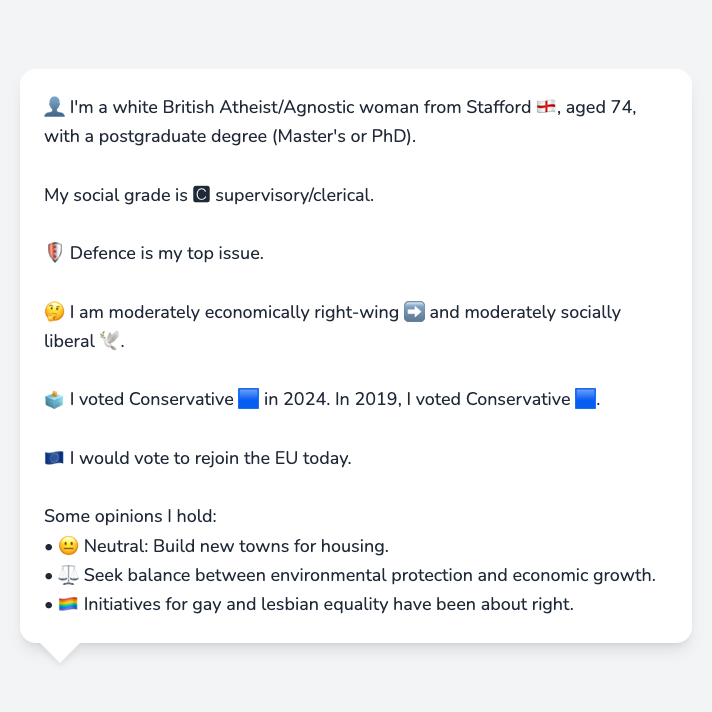 👤 I'm a white British Atheist/Agnostic woman from Stafford 🏴󠁧󠁢󠁥󠁮󠁧󠁿, aged 74,
with a postgraduate degree (Master's or PhD).
My social grade is 🅲 supervisory/clerical.
🛡️ Defence is my top issue.
🤔 I am moderately economically right-wing ➡️ and moderately socially
liberal 🕊️.
🗳️ I voted Conservative 🟦 in 2024. In 2019, I voted Conservative 🟦.
🇪🇺 I would vote to rejoin the EU today.
Some opinions I hold:
• 😐 Neutral: Build new towns for housing.
• ⚖️ Seek balance between environmental protection and economic growth.
• 🏳️‍🌈 Initiatives for gay and lesbian equality have been about right.